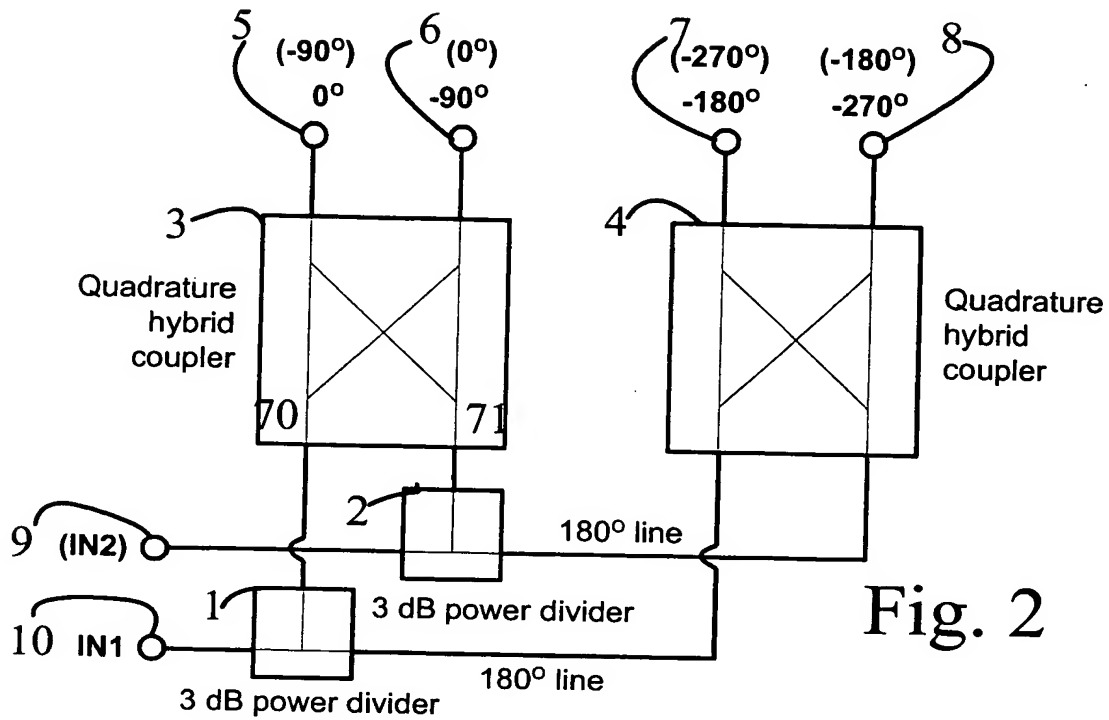 5 6 7 8
(-90°) (0°) (-270°) (-180°)
0° -90° -180° -270°
3 4
Quadrature
hybrid
coupler
Quadrature
hybrid
coupler
70 71
2
180° line
9 (IN2)
3 dB power divider
Fig. 2
1
10 IN1
180° line
3 dB power divider